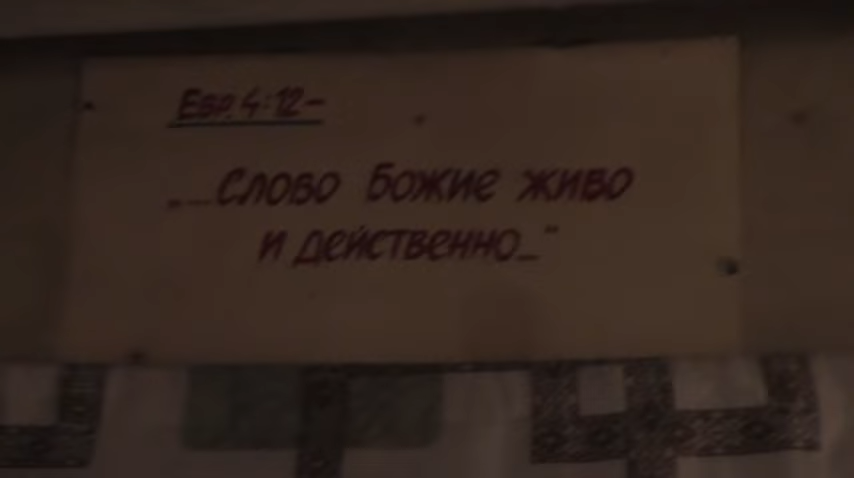 Евр. 4:12—
„...Слово Божие живо
и действенно..."